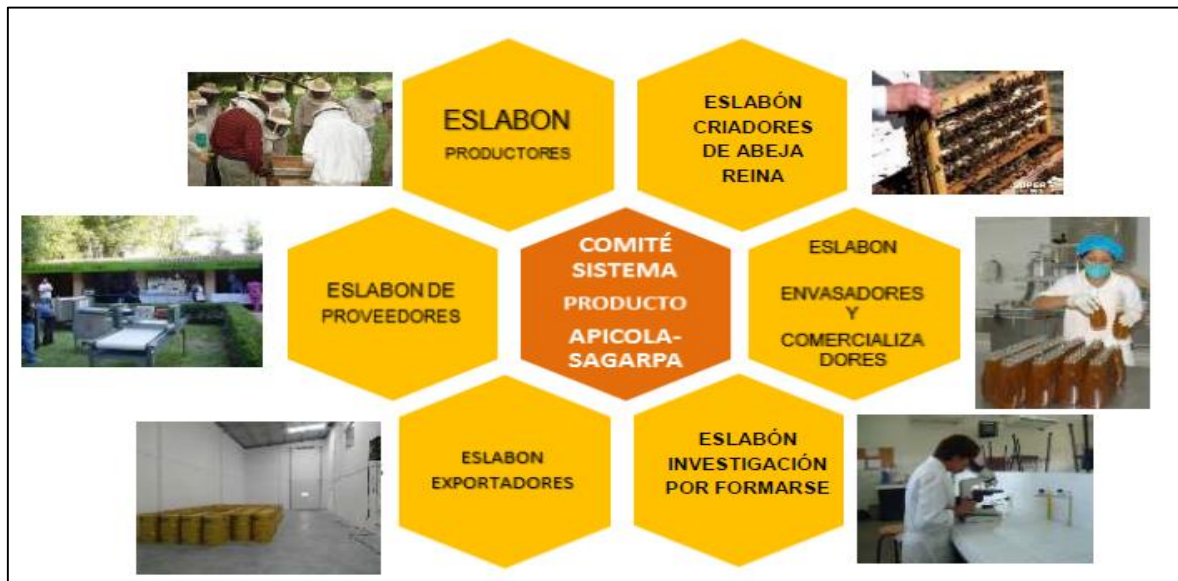 ESLABON
PRODUCTORES
ESLABÓN
CRIADORES
DE ABEJA
REINA
ESLABON DE
PROVEEDORES
COMITÉ
SISTEMA
PRODUCTO
APICOLA-
SAGARPA
ESLABON
ENVASADORES
Y
COMERCIALIZA
DORES
ESLABON
EXPORTADORES
ESLABÓN
INVESTIGACIÓN
POR FORMARSE